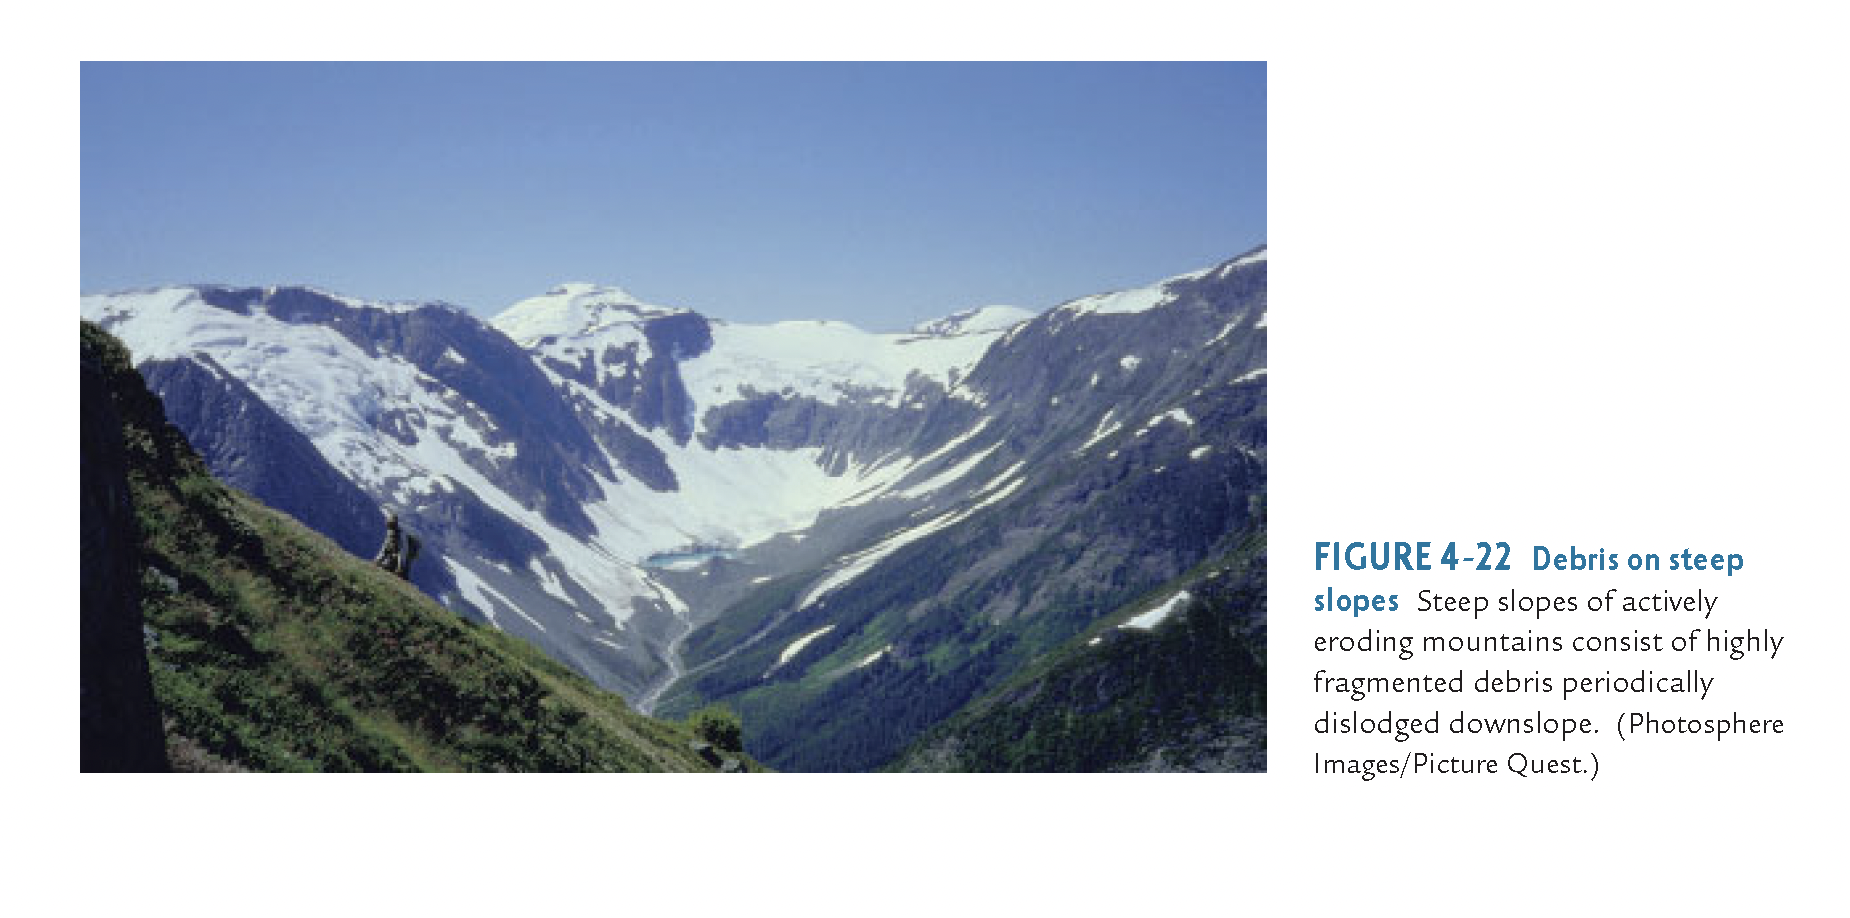 FIGURE 4-22 Debris on steep
slopes Steep slopes of actively
eroding mountains consist of highly
fragmented debris periodically
dislodged downslope. (Photosphere
Images/Picture Quest.)